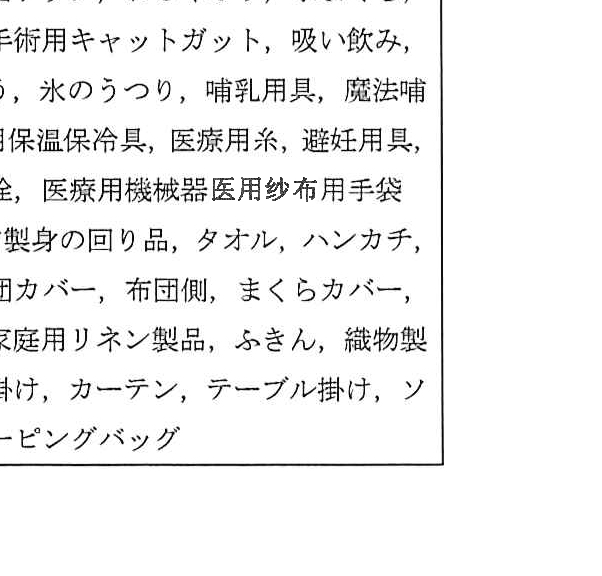 手術用キャットガット，吸い飲み，
う，氷のうつり，哺乳用具，魔法哺
用保温保冷具，医療用糸，避妊用具，
栓，医療用機械器医用纱布用手袋
製身の回り品，タオル，ハンカチ，
団カバー，布団側，まくらカバー，
家庭用リネン製品，ふきん，織物製
掛け，カーテン，テーブル掛け，ソ
ーピングバッグ